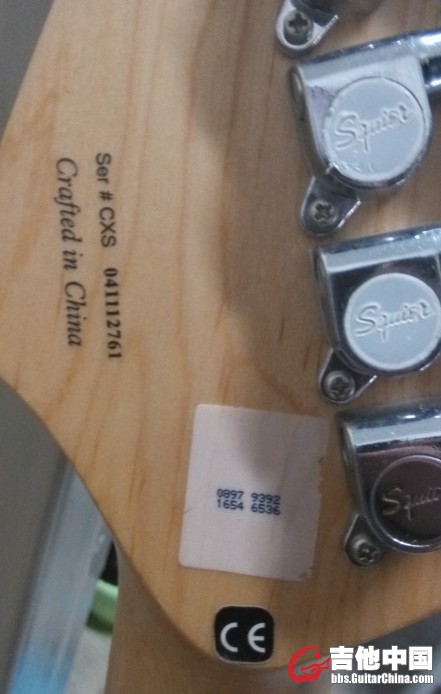 Squier
Ser # CXS 041112761
Crafted in China
Squier
Squier
0897 9392
1654 6536
CE
吉他中国
bbs.GuitarChina.com